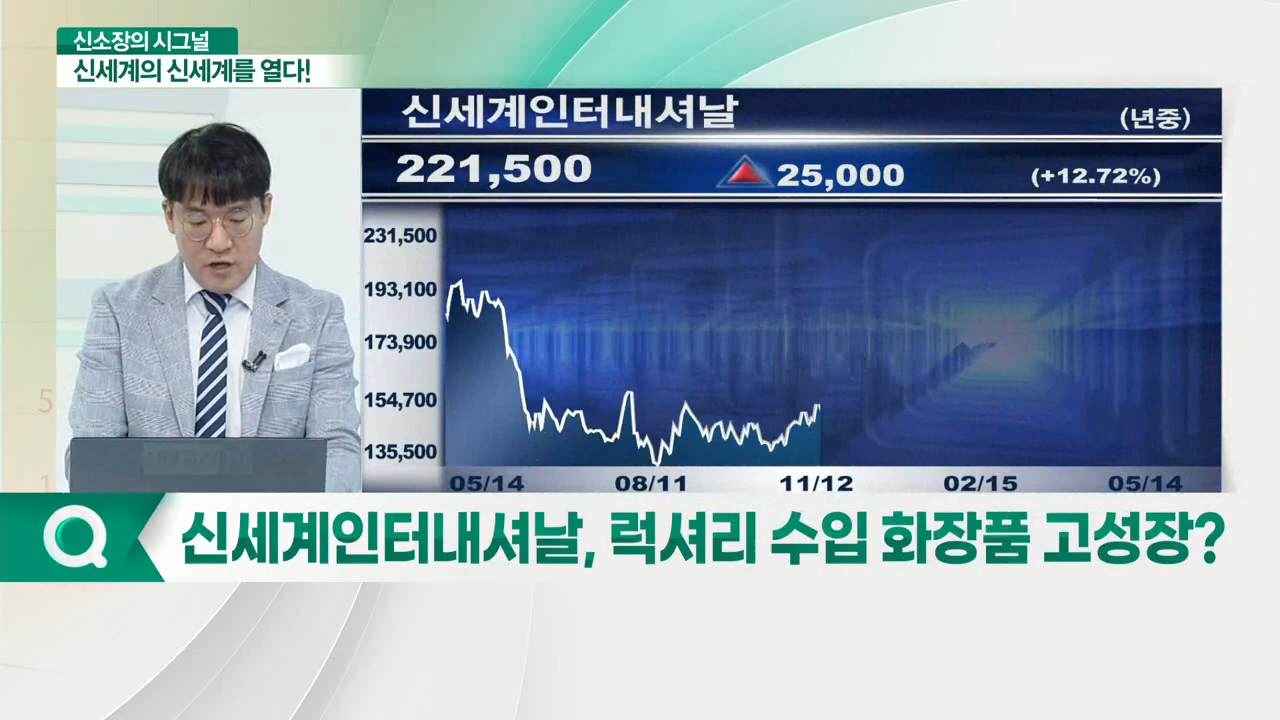 신소장의 시그널
신세계의 신세계를 열다!
신세계인터내셔날
(년중)
221,500 ▲ 25,000 (+12.72%)
231,500
193,100
173,900
154,700
135,500
05/14 08/11 11/12 02/15 05/14
5
1
신세계인터내셔날, 럭셔리 수입 화장품 고성장?